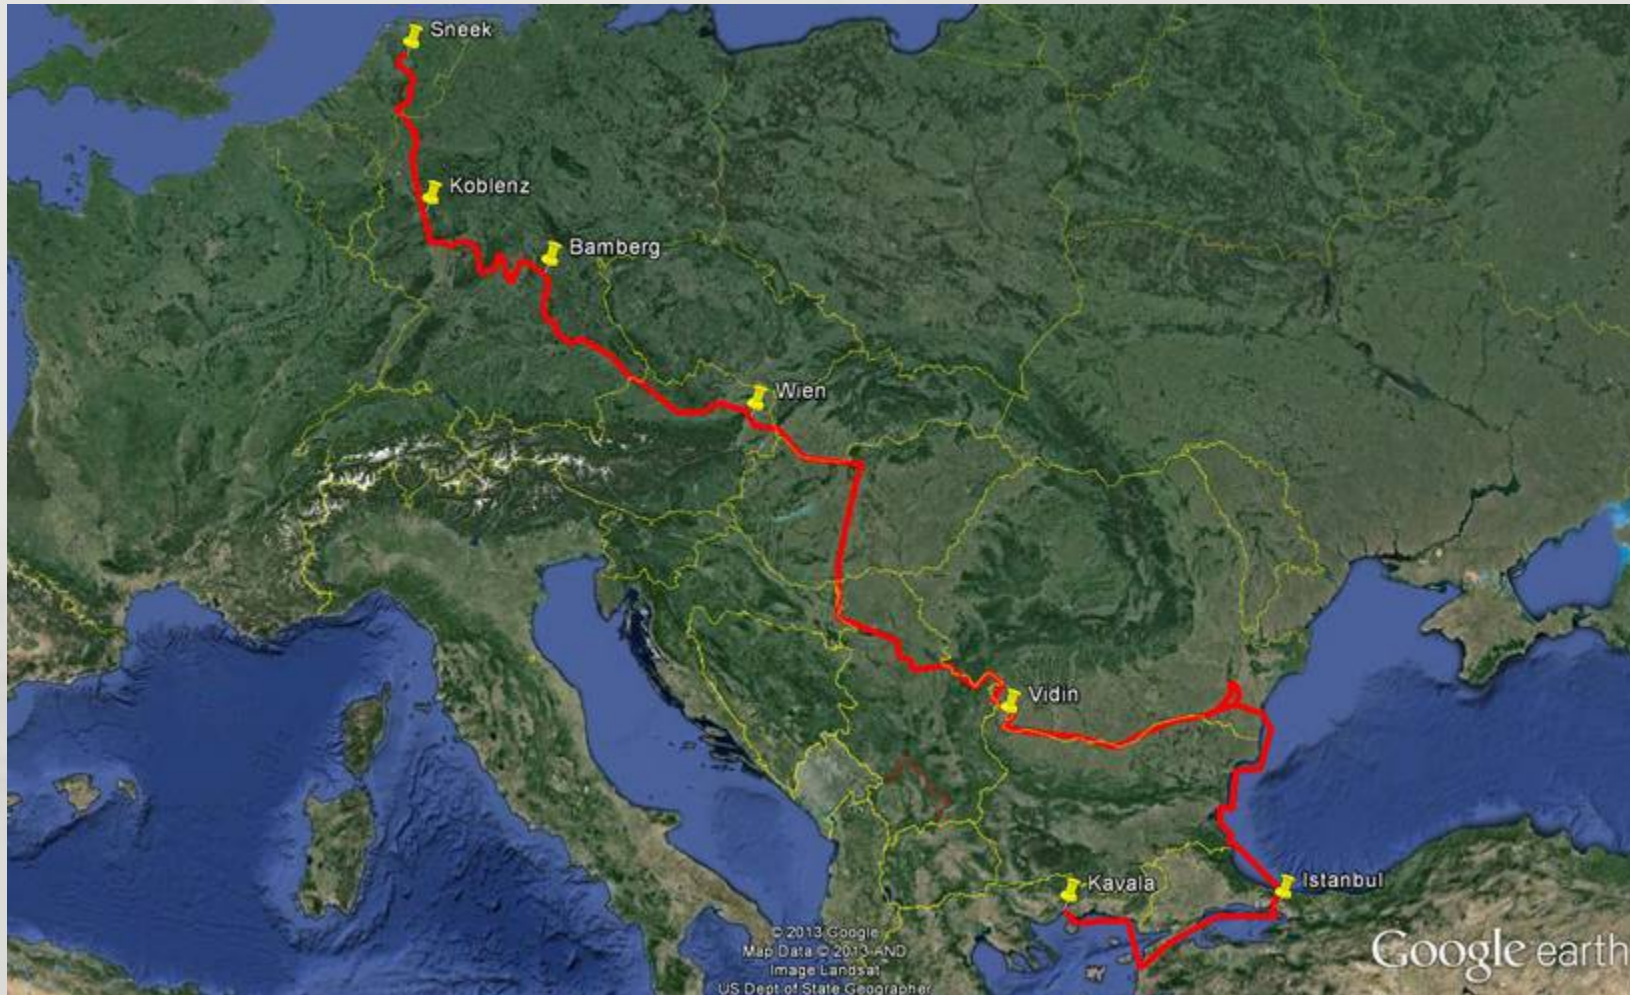 Sneek
Koblenz
Bamberg
Wien
Vidin
Kavala
Istanbul
© 2013 Google
Map Data © 2013 AND
Image Landsat
US Dept of State Geographer
Google earth